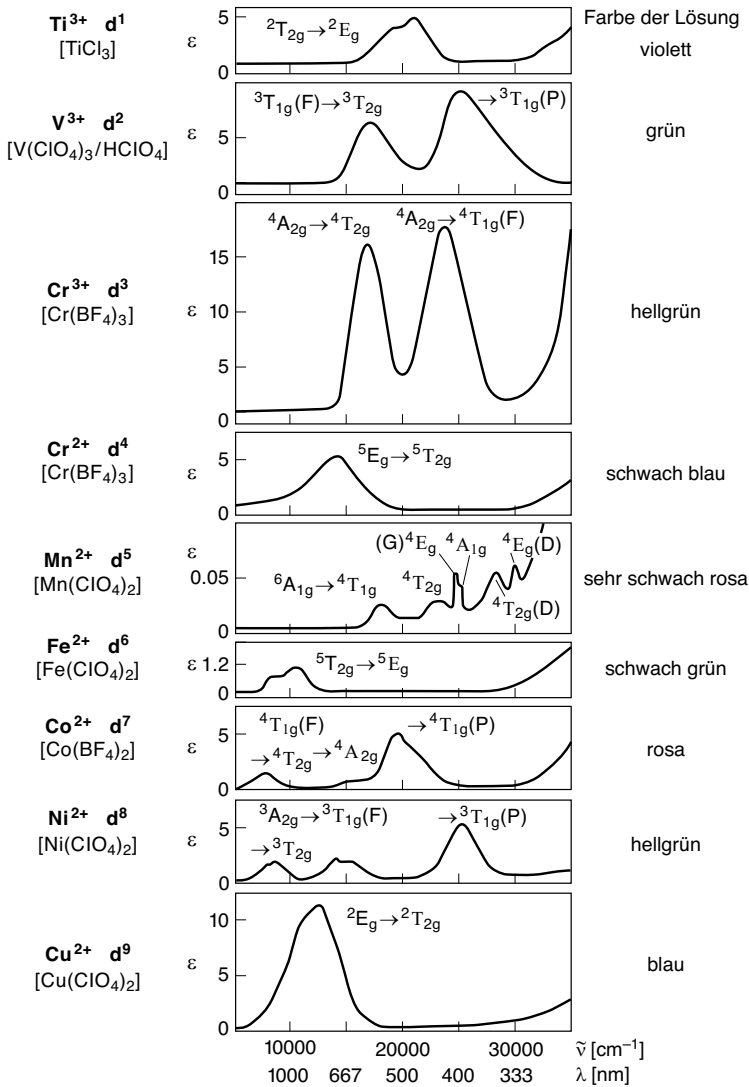 Farbe der Lösung
Ti³⁺ d¹
[TiCl₃]
ε
5
0
²T₂g→²Eg
violett
V³⁺ d²
[V(ClO₄)₃/HClO₄]
ε
5
0
³T₁g(F)→³T₂g
→³T₁g(P)
grün
Cr³⁺ d³
[Cr(BF₄)₃]
ε
15
10
5
0
⁴A₂g→⁴T₂g
⁴A₂g→⁴T₁g(F)
hellgrün
Cr²⁺ d⁴
[Cr(BF₄)₃]
ε
5
0
⁵Eg→⁵T₂g
schwach blau
Mn²⁺ d⁵
[Mn(ClO₄)₂]
ε
0.05
0
⁶A₁g→⁴T₁g
⁴T₂g
(G)⁴Eg
⁴A₁g
⁴Eg(D)
⁴T₂g(D)
sehr schwach rosa
Fe²⁺ d⁶
[Fe(ClO₄)₂]
ε 1.2
0
⁵T₂g→⁵Eg
schwach grün
Co²⁺ d⁷
[Co(BF₄)₂]
ε
5
0
⁴T₁g(F)
→⁴T₂g
→⁴A₂g
→⁴T₁g(P)
rosa
Ni²⁺ d⁸
[Ni(ClO₄)₂]
ε
5
0
³A₂g→³T₁g(F)
→³T₂g
→³T₁g(P)
hellgrün
Cu²⁺ d⁹
[Cu(ClO₄)₂]
ε
10
5
0
²Eg→²T₂g
blau
10000 20000 30000 ṽ [cm⁻¹]
1000 667 500 400 333 λ [nm]